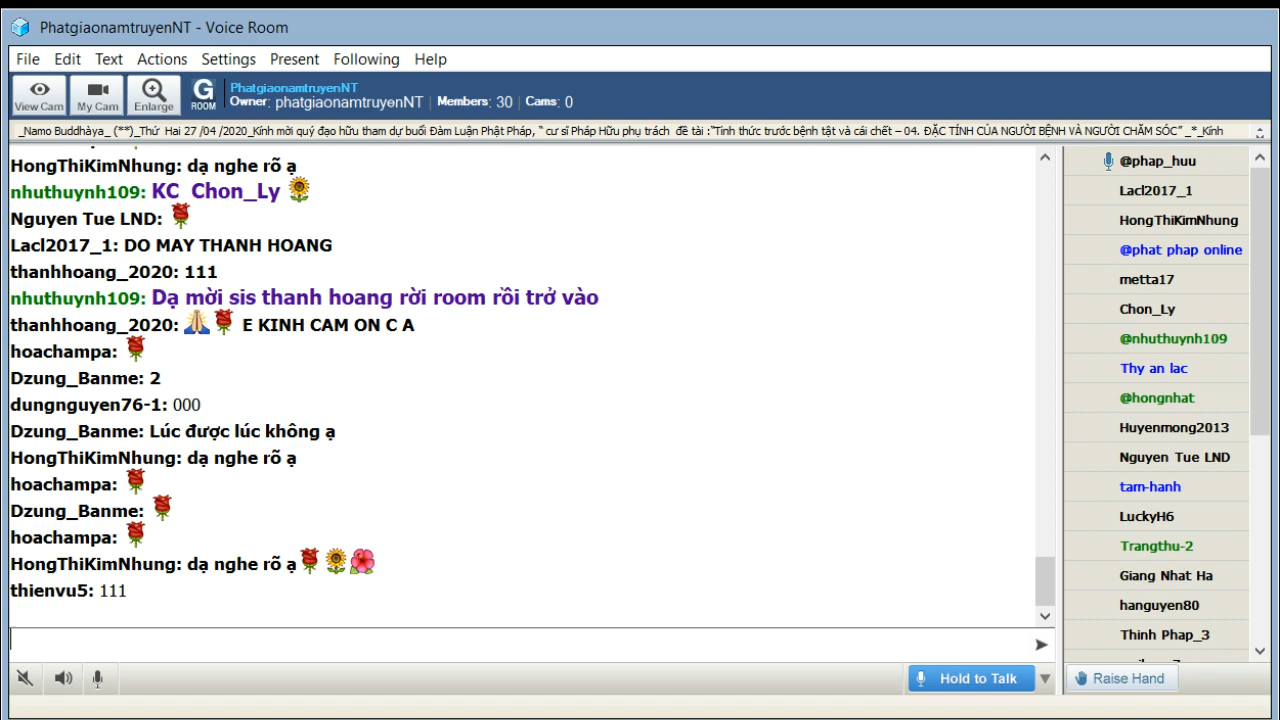 PhatgiaonamtruyenNT - Voice Room
File Edit Text Actions Settings Present Following Help
View Cam My Cam Enlarge G ROOM
PhatgiaonamtruyenNT
Owner: phatgiaonamtruyenNT | Members: 30 | Cams: 0
_Namo Buddhàya_ (**)_Thứ Hai 27 /04 /2020_Kính mời quý đạo hữu tham dự buổi Đàm Luận Phật Pháp, “ cư sĩ Pháp Hữu phụ trách đề tài :“Tỉnh thức trước bệnh tật và cái chết – 04. ĐẶC TÍNH CỦA NGƯỜI BỆNH VÀ NGƯỜI CHĂM SÓC” _*_Kính
HongThiKimNhung: dạ nghe rõ ạ
nhuthuynh109: KC Chon_Ly
Nguyen Tue LND:
Lacl2017_1: DO MAY THANH HOANG
thanhhoang_2020: 111
nhuthuynh109: Dạ mời sis thanh hoang rời room rồi trở vào
thanhhoang_2020: E KINH CAM ON C A
hoachampa:
Dzung_Banme: 2
dungnguyen76-1: 000
Dzung_Banme: Lúc được lúc không ạ
HongThiKimNhung: dạ nghe rõ ạ
hoachampa:
Dzung_Banme:
hoachampa:
HongThiKimNhung: dạ nghe rõ ạ
thienvu5: 111
@phap_huu
Lacl2017_1
HongThiKimNhung
@phat phap online
metta17
Chon_Ly
@nhuthuynh109
Thy an lac
@hongnhat
Huyenmong2013
Nguyen Tue LND
tam-hanh
LuckyH6
Trangthu-2
Giang Nhat Ha
hanguyen80
Thinh Phap_3
Hold to Talk
Raise Hand